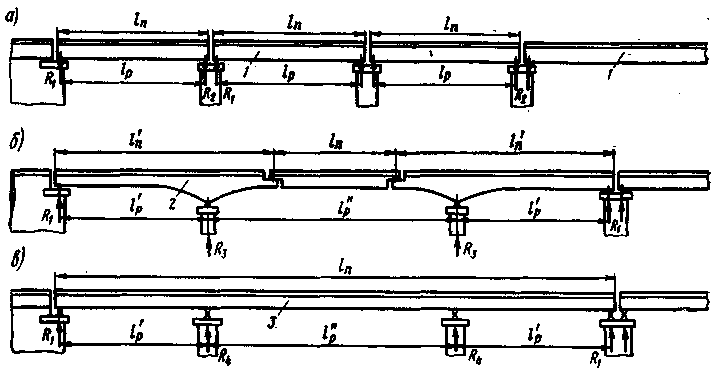 а)
lп lп lп
1 1
R₁ lр R₂ R₁ lр lр R₂
б)
l'п lп l'п
2
R₁ l'р l''р l'р R₁
R₃ R₃
в)
lп
3
R₁ l'р R₄ l''р R₄ l'р R₁